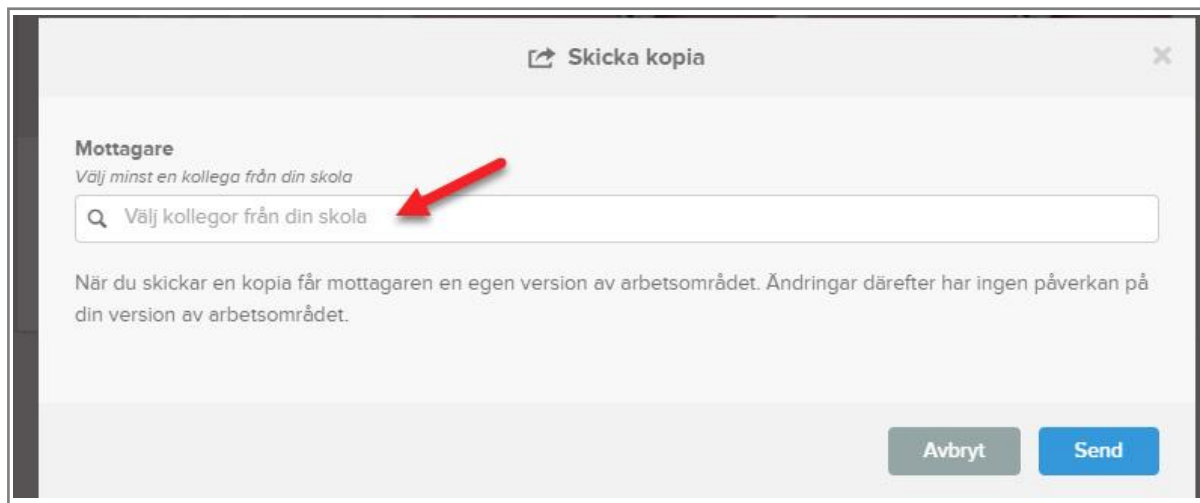 Skicka kopia
Mottagare
Välj minst en kollega från din skola
Välj kollegor från din skola
När du skickar en kopia får mottagaren en egen version av arbetsområdet. Ändringar därefter har ingen påverkan på
din version av arbetsområdet.
Avbryt Send